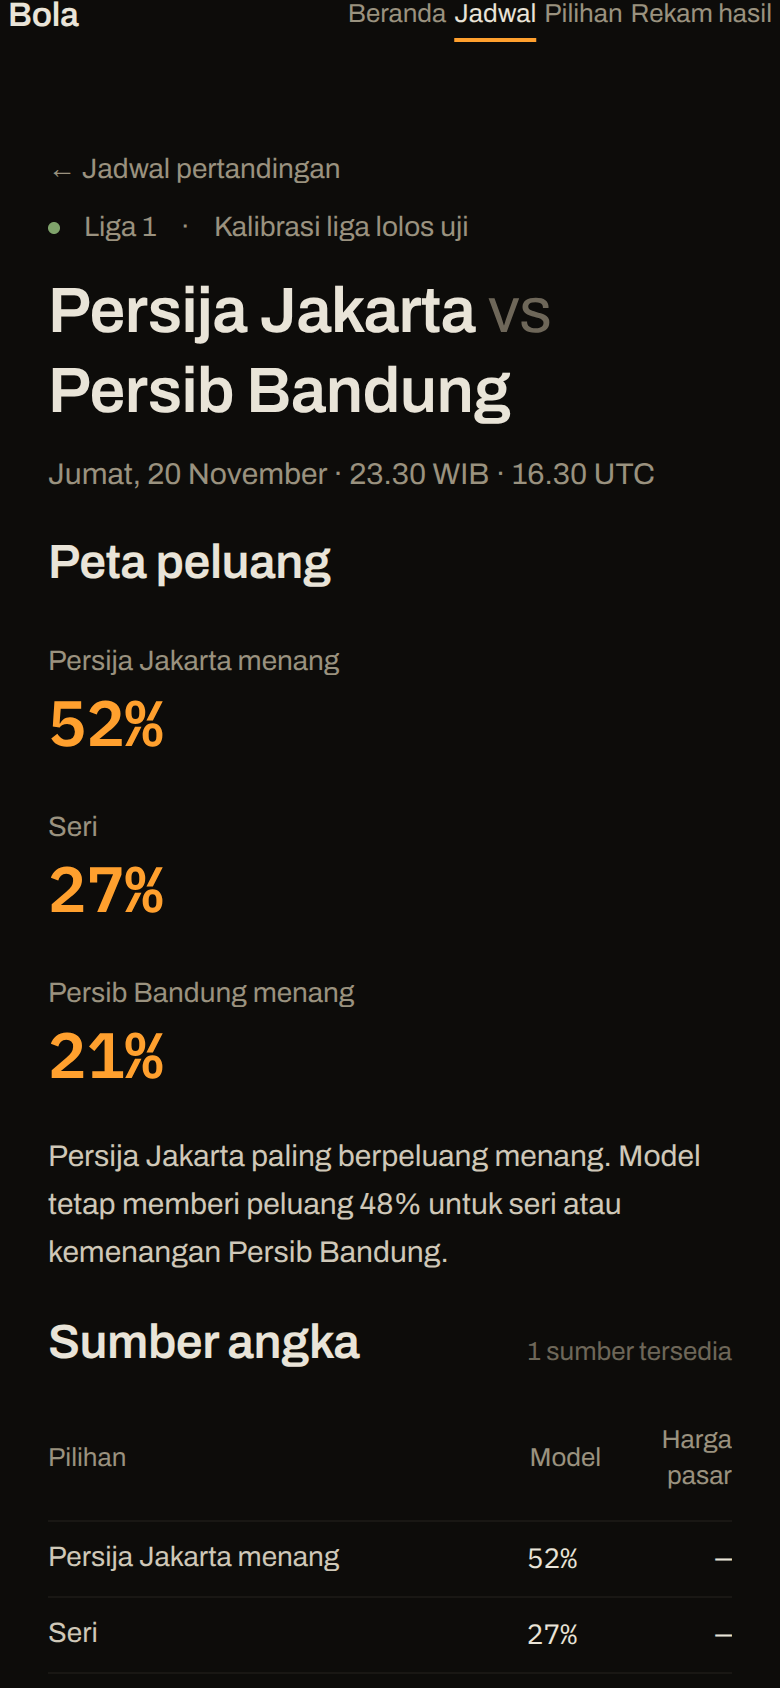 Bola
Beranda Jadwal Pilihan Rekam hasil
← Jadwal pertandingan
Liga 1 · Kalibrasi liga lolos uji
Persija Jakarta vs
Persib Bandung
Jumat, 20 November · 23.30 WIB · 16.30 UTC
Peta peluang
Persija Jakarta menang
52%
Seri
27%
Persib Bandung menang
21%
Persija Jakarta paling berpeluang menang. Model
tetap memberi peluang 48% untuk seri atau
kemenangan Persib Bandung.
Sumber angka 1 sumber tersedia
Pilihan Model Harga
pasar
Persija Jakarta menang 52% –
Seri 27% –